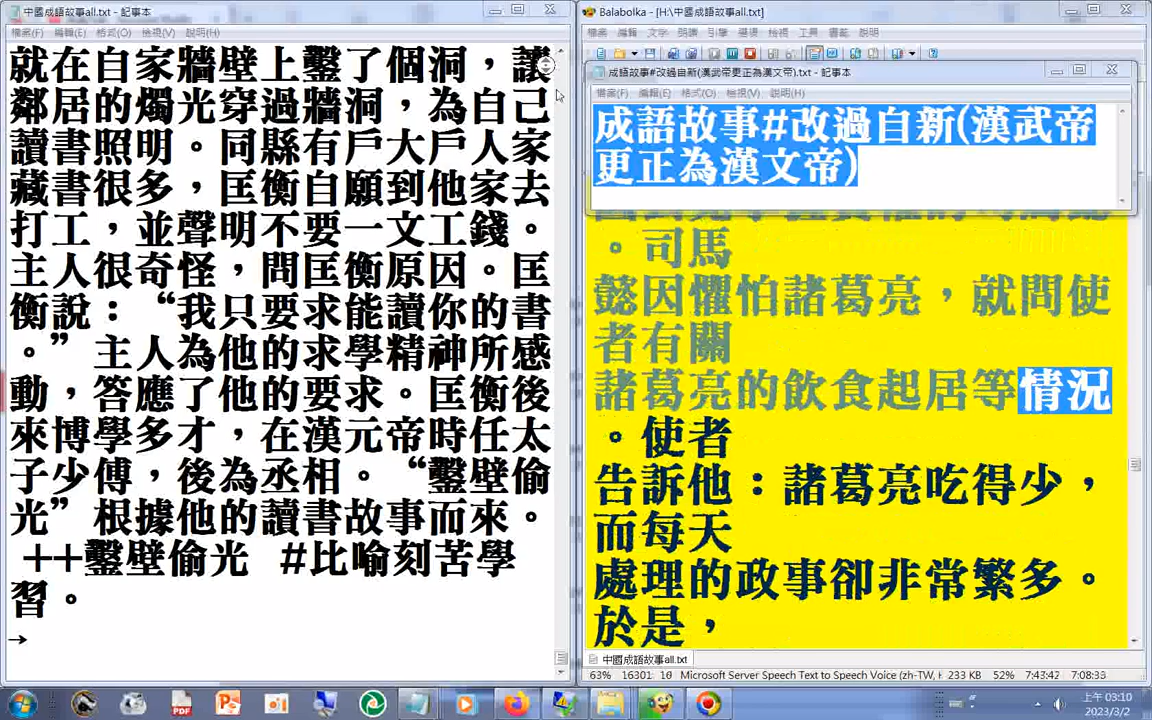 中國成語故事all.txt - 記事本
檔案(F) 編輯(E) 格式(O) 檢視(V) 說明(H)
就在自家牆壁上鑿了個洞，讓
鄰居的燭光穿過牆洞，為自己
讀書照明。同縣有戶大戶人家
藏書很多，匡衡自願到他家去
打工，並聲明不要一文工錢。
主人很奇怪，問匡衡原因。匡
衡說：“我只要求能讀你的書
。”主人為他的求學精神所感
動，答應了他的要求。匡衡後
來博學多才，在漢元帝時任太
子少傅，後為丞相。“鑿壁偷
光”根據他的讀書故事而來。
++鑿壁偷光 #比喻刻苦學
習。
→
Balabolka - [H:\中國成語故事all.txt]
檔案 編輯 文字 朗讀 引擎 選項 檢視 工具 書籤 說明
成語故事#改過自新(漢武帝更正為漢文帝).txt - 記事本
檔案(F) 編輯(E) 格式(O) 檢視(V) 說明(H)
成語故事#改過自新(漢武帝
更正為漢文帝)
。司馬
懿因懼怕諸葛亮，就問使
者有關
諸葛亮的飲食起居等情況
。使者
告訴他：諸葛亮吃得少，
而每天
處理的政事卻非常繁多。
於是，
中國成語故事all.txt
63% 16301: 10 Microsoft Server Speech Text to Speech Voice (zh-TW, H 233 KB 52% 7:43:42 7:08:33
上午 03:10
2023/3/2